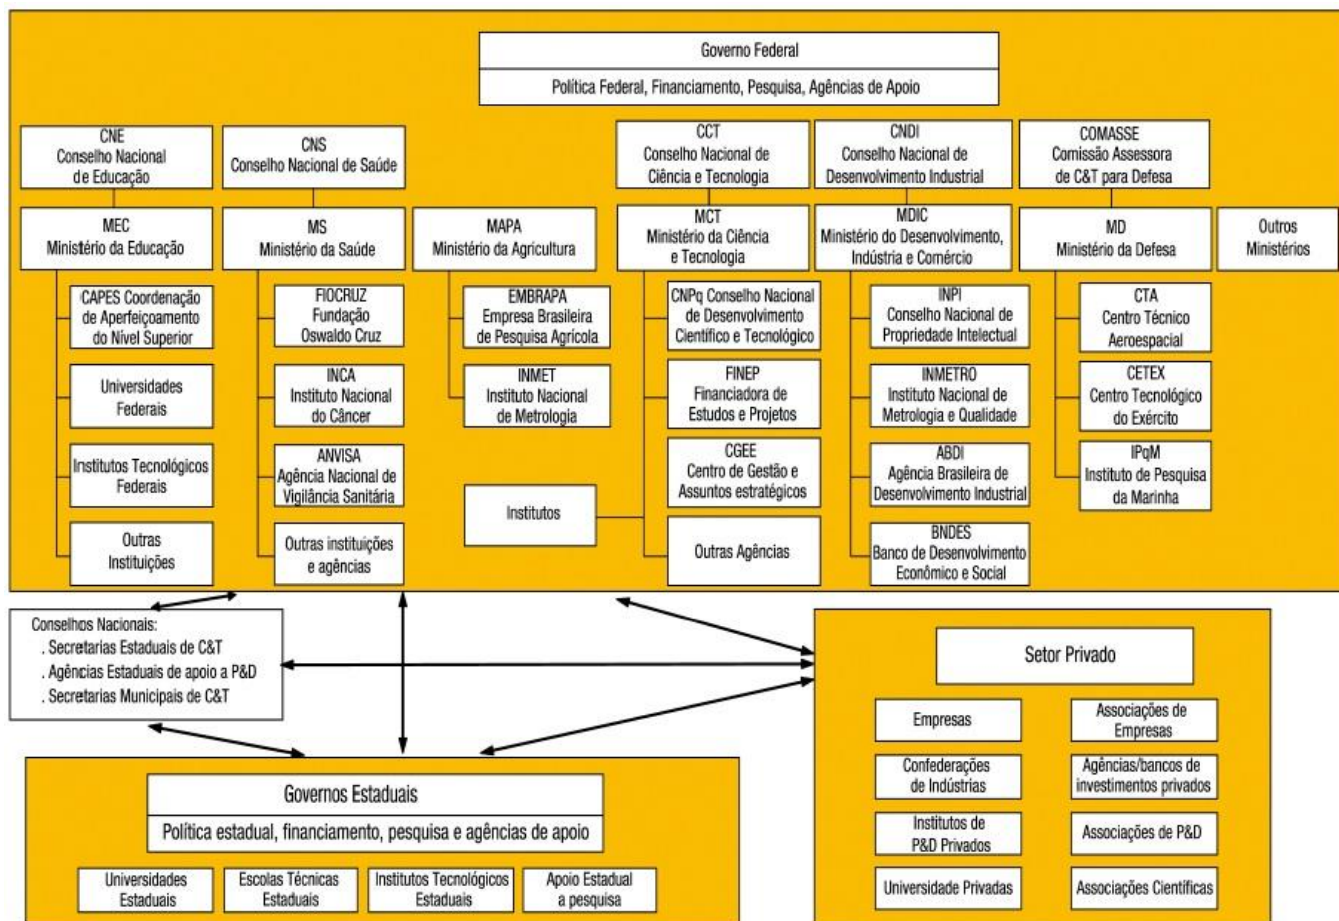 Governo Federal
Política Federal, Financiamento, Pesquisa, Agências de Apoio
CNE
Conselho Nacional
de Educação
CNS
Conselho Nacional de Saúde
CCT
Conselho Nacional de
Ciência e Tecnologia
CNDI
Conselho Nacional de
Desenvolvimento Industrial
COMASSE
Comissão Assessora
de C&T para Defesa
MEC
Ministério da Educação
MS
Ministério da Saúde
MAPA
Ministério da Agricultura
MCT
Ministério da Ciência
e Tecnologia
MDIC
Ministério do Desenvolvimento,
Indústria e Comércio
MD
Ministério da Defesa
Outros
Ministérios
CAPES Coordenação
de Aperfeiçoamento
do Nível Superior
FIOCRUZ
Fundação
Oswaldo Cruz
EMBRAPA
Empresa Brasileira
de Pesquisa Agrícola
CNPq Conselho Nacional
de Desenvolvimento
Científico e Tecnológico
INPI
Conselho Nacional de
Propriedade Intelectual
CTA
Centro Técnico
Aeroespacial
Universidades
Federais
INCA
Instituto Nacional
do Câncer
INMET
Instituto Nacional
de Metrologia
FINEP
Financiadora de
Estudos e Projetos
INMETRO
Instituto Nacional de
Metrologia e Qualidade
CETEX
Centro Tecnológico
do Exército
Institutos Tecnológicos
Federais
ANVISA
Agência Nacional de
Vigilância Sanitária
Institutos
CGEE
Centro de Gestão e
Assuntos estratégicos
ABDI
Agência Brasileira de
Desenvolvimento Industrial
IPqM
Instituto de Pesquisa
da Marinha
Outras
Instituições
Outras instituições
e agências
Outras Agências
BNDES
Banco de Desenvolvimento
Econômico e Social
Conselhos Nacionais:
. Secretarias Estaduais de C&T
. Agências Estaduais de apoio a P&D
. Secretarias Municipais de C&T
Setor Privado
Empresas
Associações de
Empresas
Confederações
de Indústrias
Agências/bancos de
investimentos privados
Institutos de
P&D Privados
Associações de P&D
Universidade Privadas
Associações Científicas
Governos Estaduais
Política estadual, financiamento, pesquisa e agências de apoio
Universidades
Estaduais
Escolas Técnicas
Estaduais
Institutos Tecnológicos
Estaduais
Apoio Estadual
a pesquisa